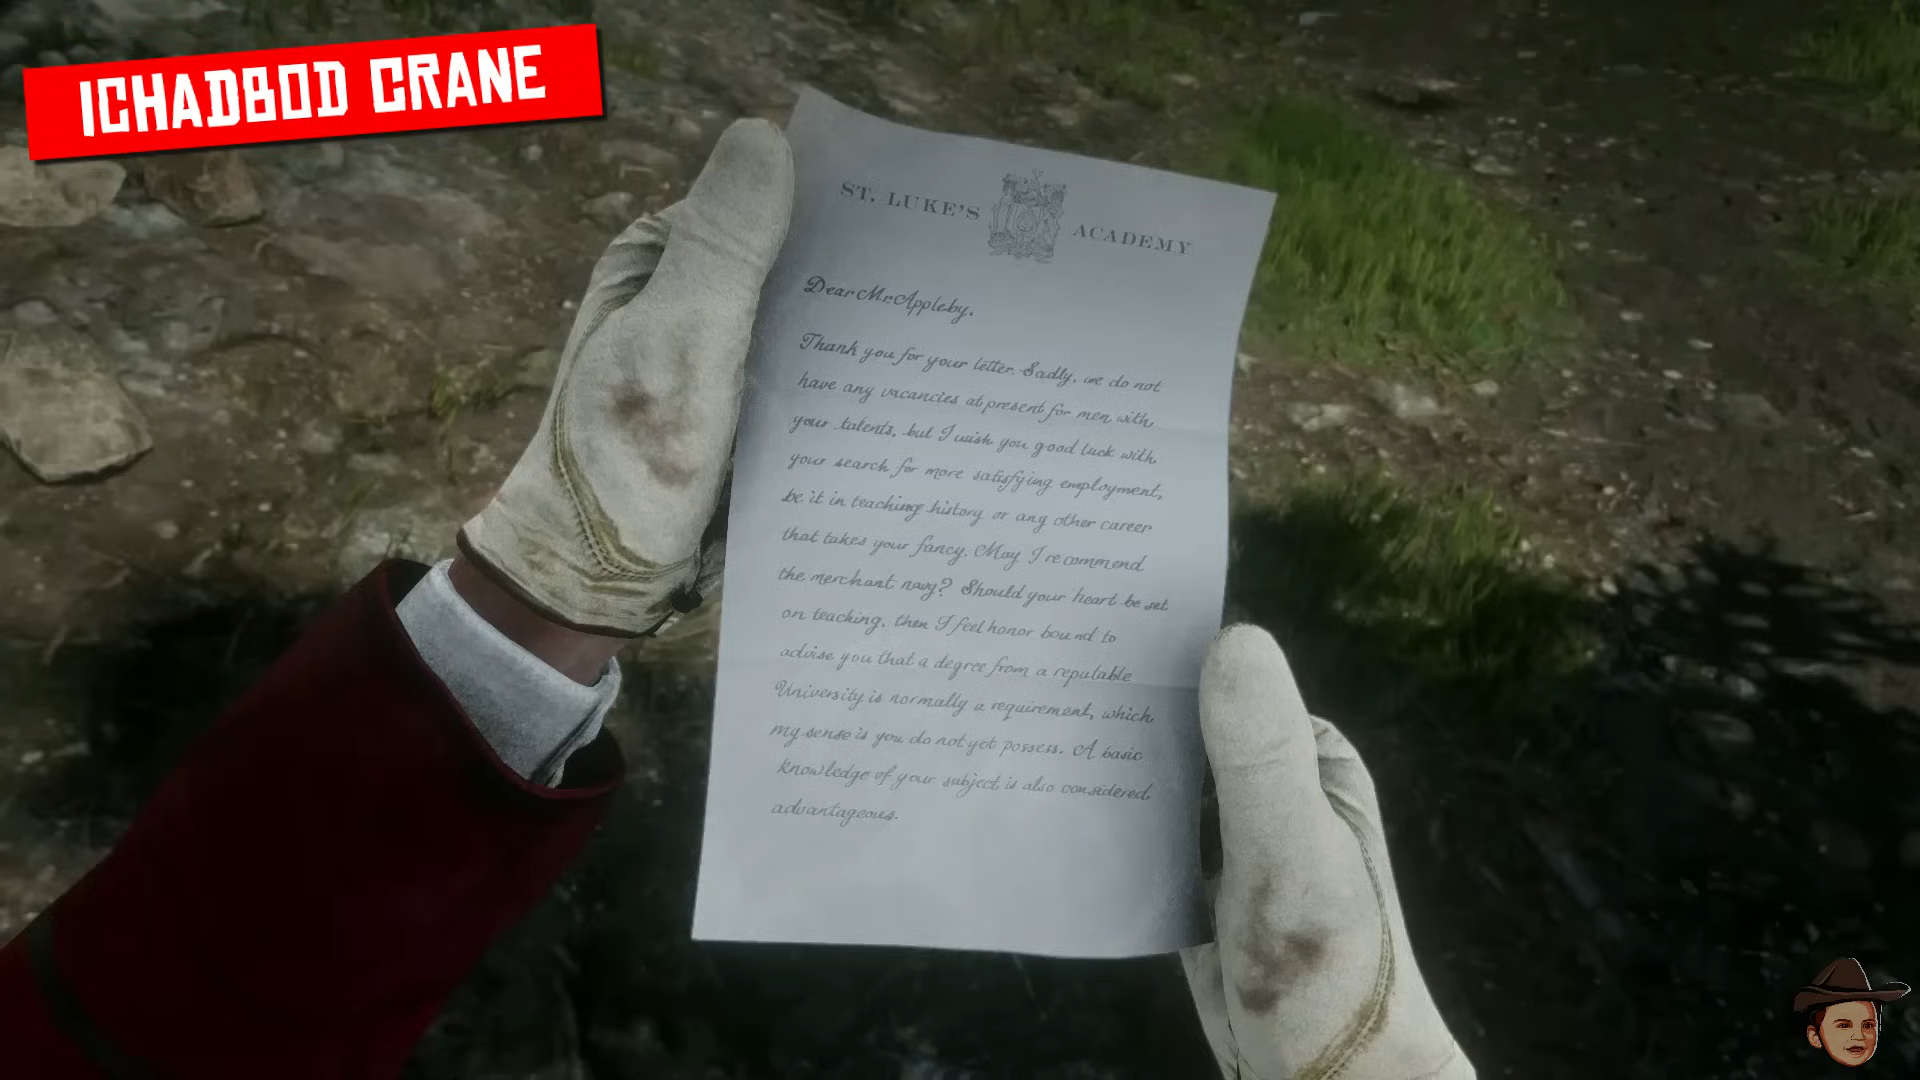 ICHADBOD CRANE
ST. LUKE'S ACADEMY
Dear Mr Appleby,
Thank you for your letter. Sadly, we do not
have any vacancies at present for men with
your talents, but I wish you good luck with
your search for more satisfying employment,
be it in teaching history or any other career
that takes your fancy. May I recommend
the merchant navy? Should your heart be set
on teaching, then I feel honor bound to
advise you that a degree from a reputable
University is normally a requirement, which
my sense is you do not yet possess. A basic
knowledge of your subject is also considered
advantageous.